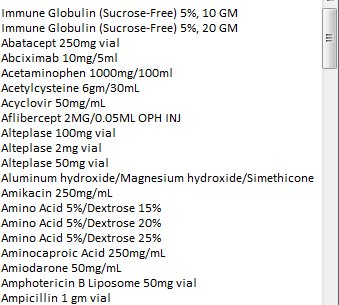 Immune Globulin (Sucrose-Free) 5%, 10 GM
Immune Globulin (Sucrose-Free) 5%, 20 GM
Abatacept 250mg vial
Abciximab 10mg/5ml
Acetaminophen 1000mg/100ml
Acetylcysteine 6gm/30mL
Acyclovir 50mg/mL
Aflibercept 2MG/0.05ML OPH INJ
Alteplase 100mg vial
Alteplase 2mg vial
Alteplase 50mg vial
Aluminum hydroxide/Magnesium hydroxide/Simethicone
Amikacin 250mg/mL
Amino Acid 5%/Dextrose 15%
Amino Acid 5%/Dextrose 20%
Amino Acid 5%/Dextrose 25%
Aminocaproic Acid 250mg/mL
Amiodarone 50mg/mL
Amphotericin B Liposome 50mg vial
Ampicillin 1 gm vial